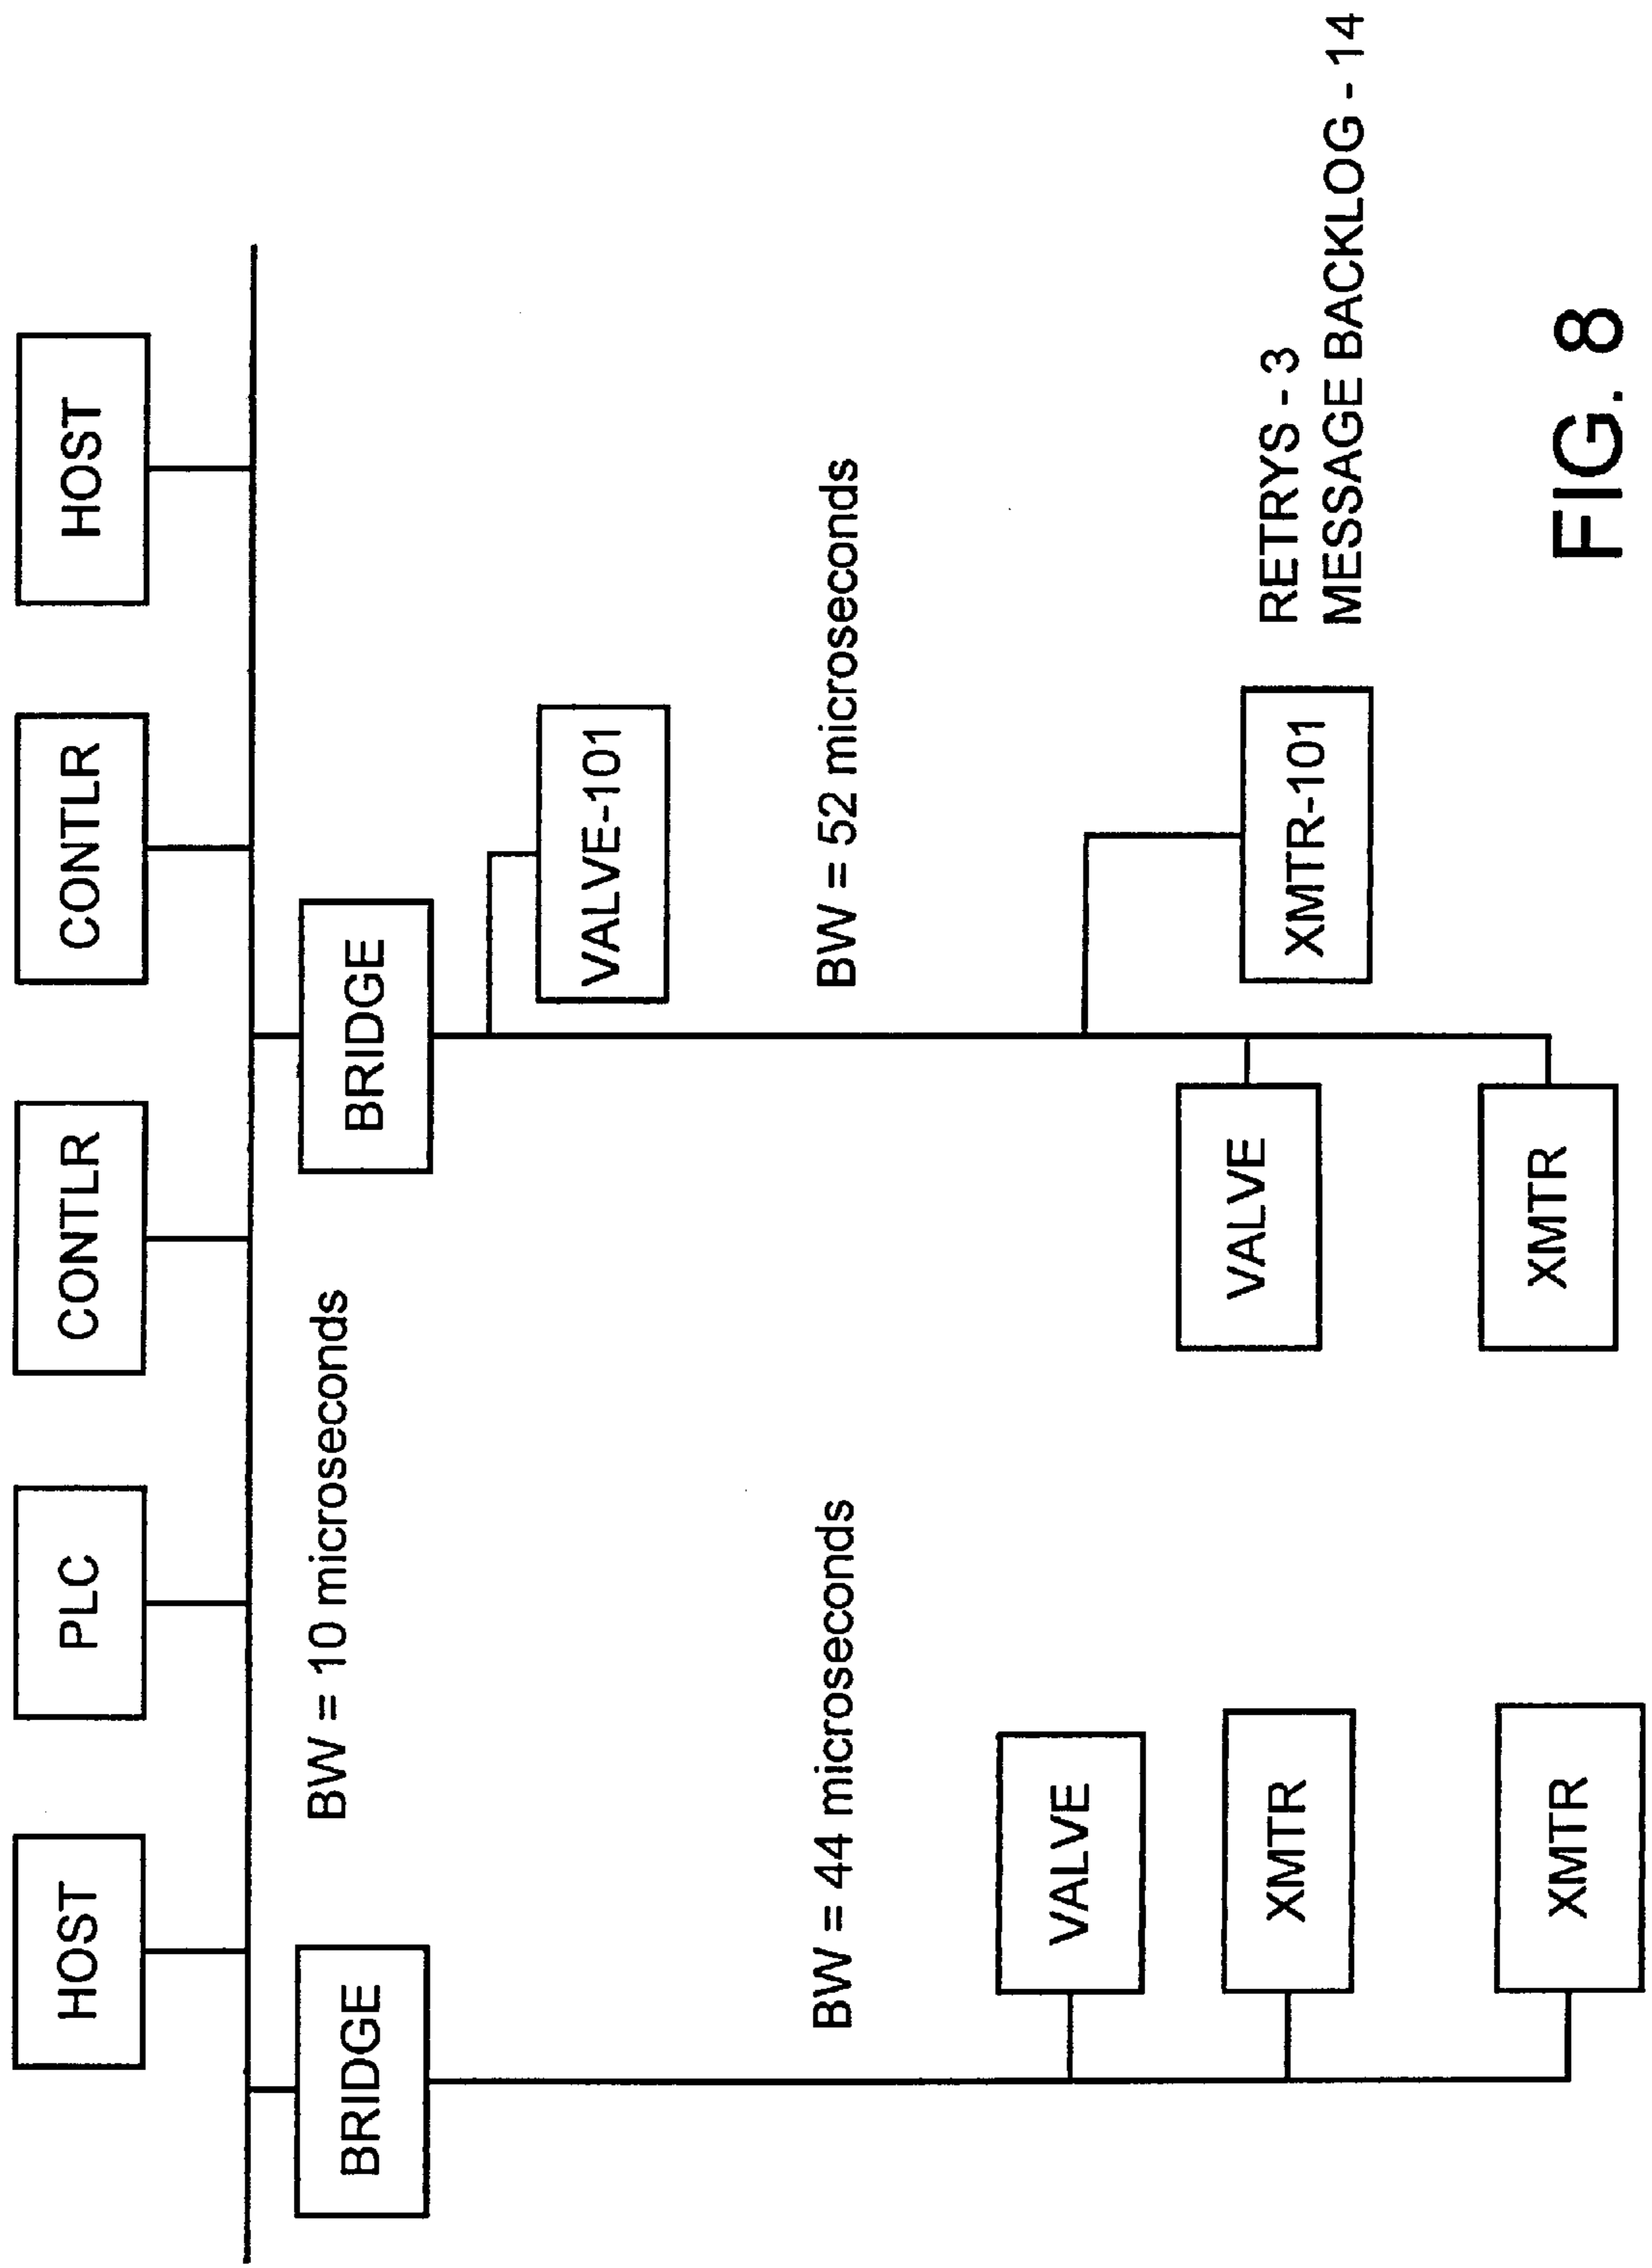 HOST
PLC
CONTLR
CONTLR
HOST
BW = 10 microseconds
BRIDGE
BRIDGE
VALVE-101
BW = 44 microseconds
BW = 52 microseconds
VALVE
XMTR
XMTR
VALVE
XMTR
XMTR-101
RETRYS - 3
MESSAGE BACKLOG - 14
FIG. 8